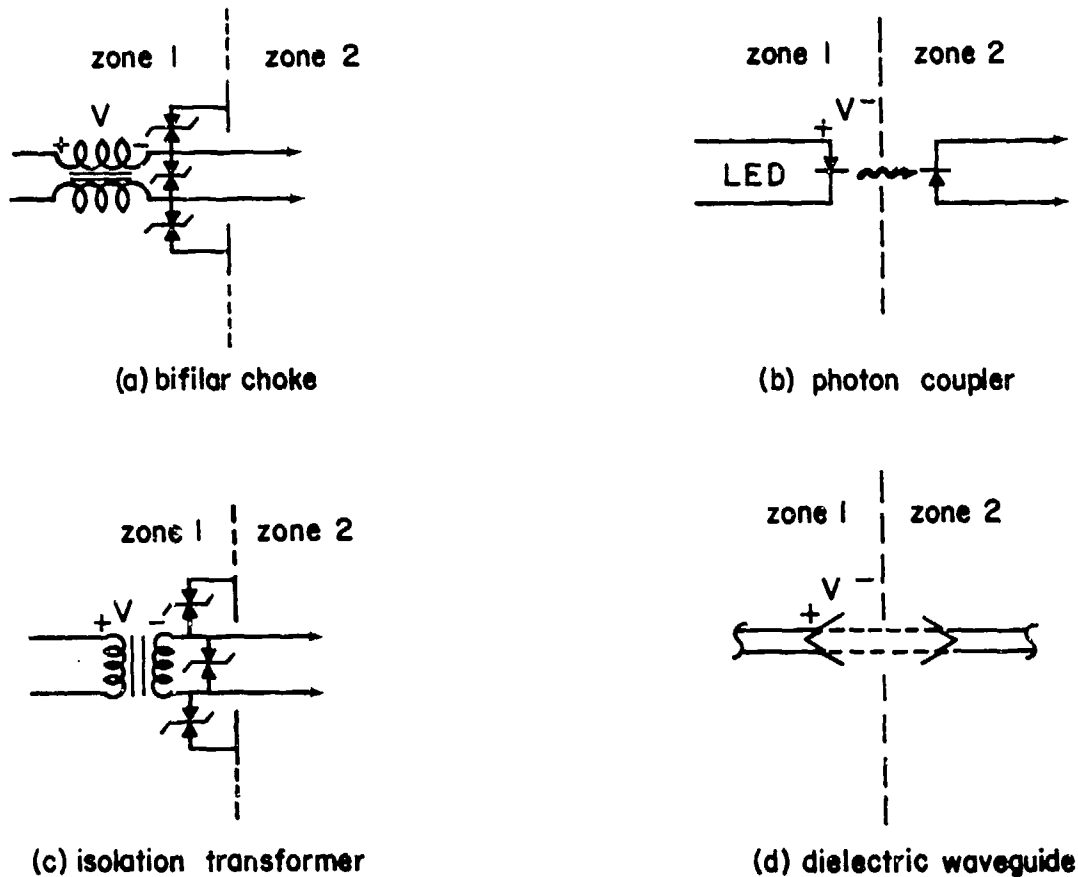 zone 1 zone 2
V
+ -
(a) bifilar choke
zone 1 zone 2
V -
+
LED
(b) photon coupler
zone 1 zone 2
+ V -
(c) isolation transformer
zone 1 zone 2
V -
+
(d) dielectric waveguide